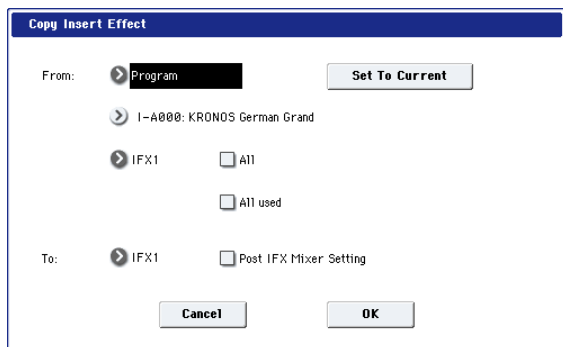 Copy Insert Effect
From: Program Set To Current
I-A000: KRONOS German Grand
IFX1 All
All used
To: IFX1 Post IFX Mixer Setting
Cancel OK